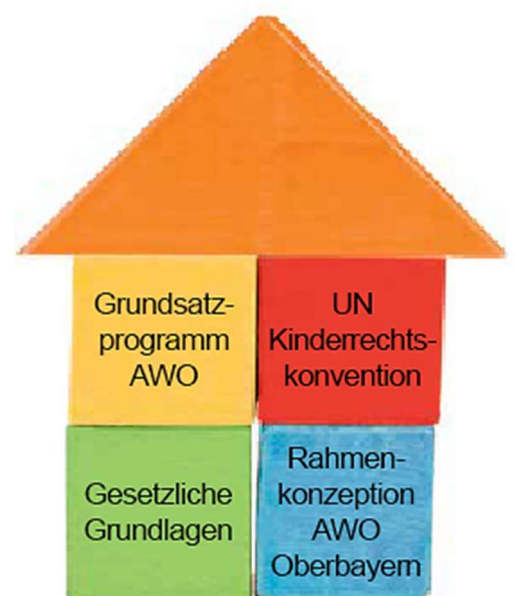 Grundsatz-
programm
AWO
UN
Kinderrechts-
konvention
Gesetzliche
Grundlagen
Rahmen-
konzeption
AWO
Oberbayern